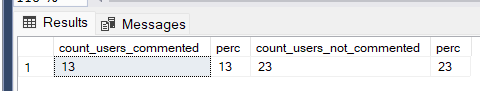 Results Messages
count_users_commented perc count_users_not_commented perc
1 13 13 23 23